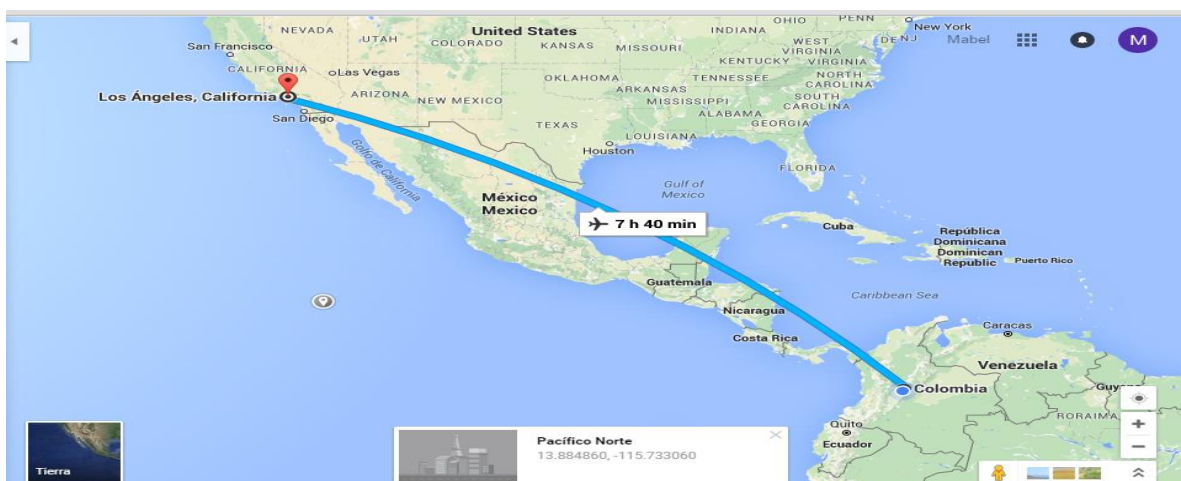 NEVADA
UTAH
COLORADO
United States
KANSAS
MISSOURI
INDIANA
OHIO
PENN
WEST
VIRGINIA
KENTUCKY
VIRGINIA
DE
NJ
New York
Mabel
M
San Francisco
CALIFORNIA
Las Vegas
Los Ángeles, California
San Diego
ARIZONA
NEW MEXICO
OKLAHOMA
ARKANSAS
TENNESSEE
NORTH
CAROLINA
MISSISSIPPI
SOUTH
CAROLINA
ALABAMA
GEORGIA
TEXAS
LOUISIANA
Houston
FLORIDA
Golfo de California
Gulf of
Mexico
México
Mexico
7 h 40 min
Cuba
República
Dominicana
Dominican
Republic
Puerto Rico
Guatemala
Nicaragua
Caribbean Sea
Costa Rica
Caracas
Venezuela
Colombia
Guy
RORAIMA
Quito
Ecuador
Pacífico Norte
13.884860, -115.733060
Tierra